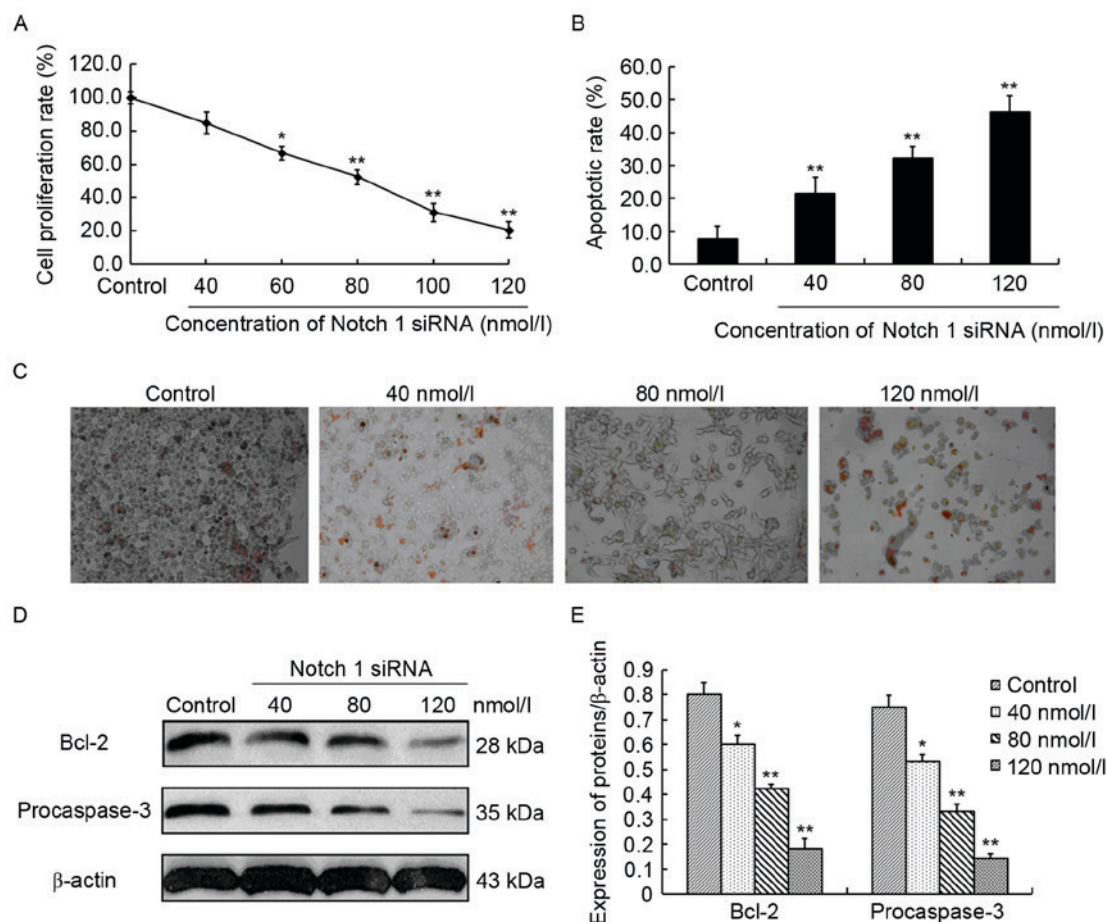 A
Cell proliferation rate (%)
120.0
100.0
80.0
60.0
40.0
20.0
0.0
*
**
**
**
Control 40 60 80 100 120
Concentration of Notch 1 siRNA (nmol/l)
B
Apoptotic rate (%)
60.0
50.0
40.0
30.0
20.0
10.0
0.0
**
**
**
Control 40 80 120
Concentration of Notch 1 siRNA (nmol/l)
C
Control 40 nmol/l 80 nmol/l 120 nmol/l
D
Notch 1 siRNA
Control 40 80 120 nmol/l
Bcl-2 28 kDa
Procaspase-3 35 kDa
β-actin 43 kDa
E
Expression of proteins/β-actin
0.9
0.8
0.7
0.6
0.5
0.4
0.3
0.2
0.1
0
*
**
**
*
**
**
Bcl-2 Procaspase-3
Control
40 nmol/l
80 nmol/l
120 nmol/l